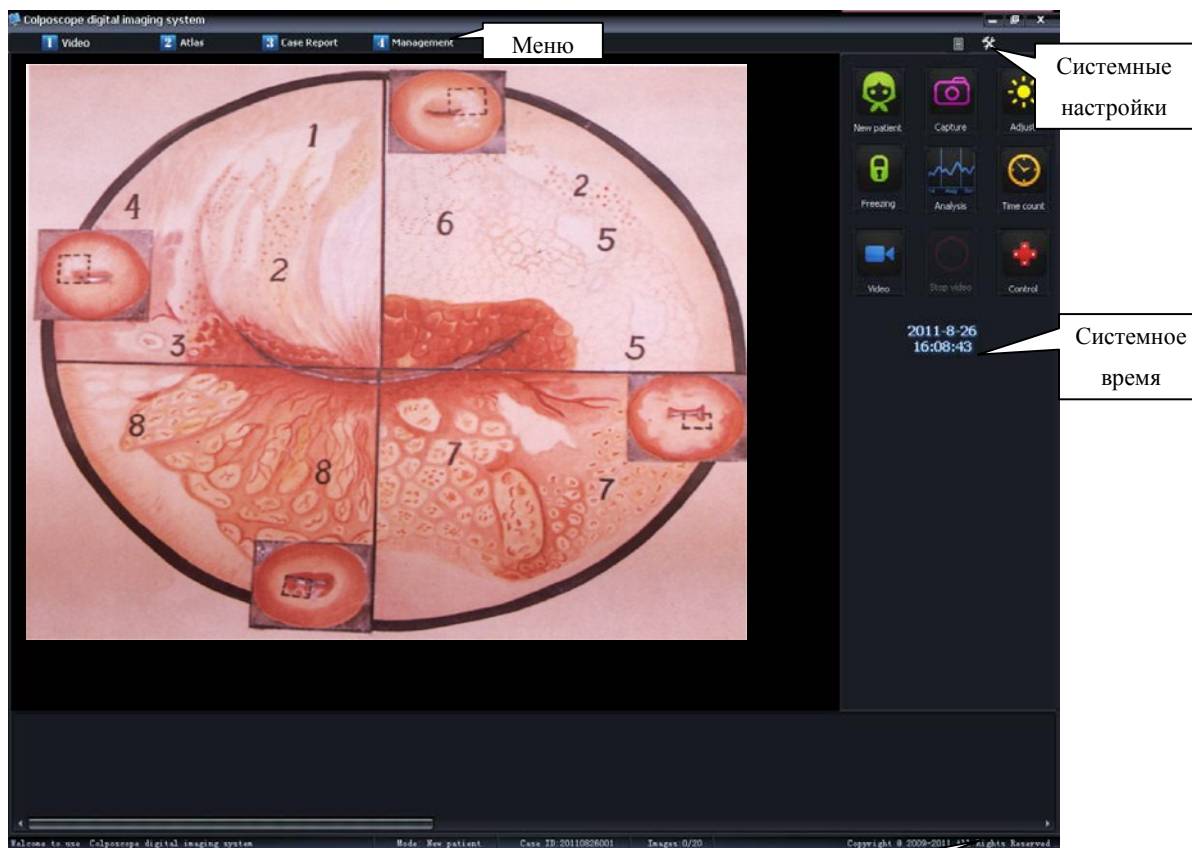 Colposcope digital imaging system
1 Video 2 Atlas 3 Case Report 4 Management
Меню
Системные
настройки
New patient Capture Adjust
Freezing Analysis Time count
Video Stop video Control
2011-8-26
16:08:43
Системное
время
1
2
4
6
5
2
3
5
8
8
7
7
Welcome to use Colposcope digital imaging system Mode: New patient Case ID:20110826001 Images:0/20 Copyright @ 2009-2011 All Rights Reserved